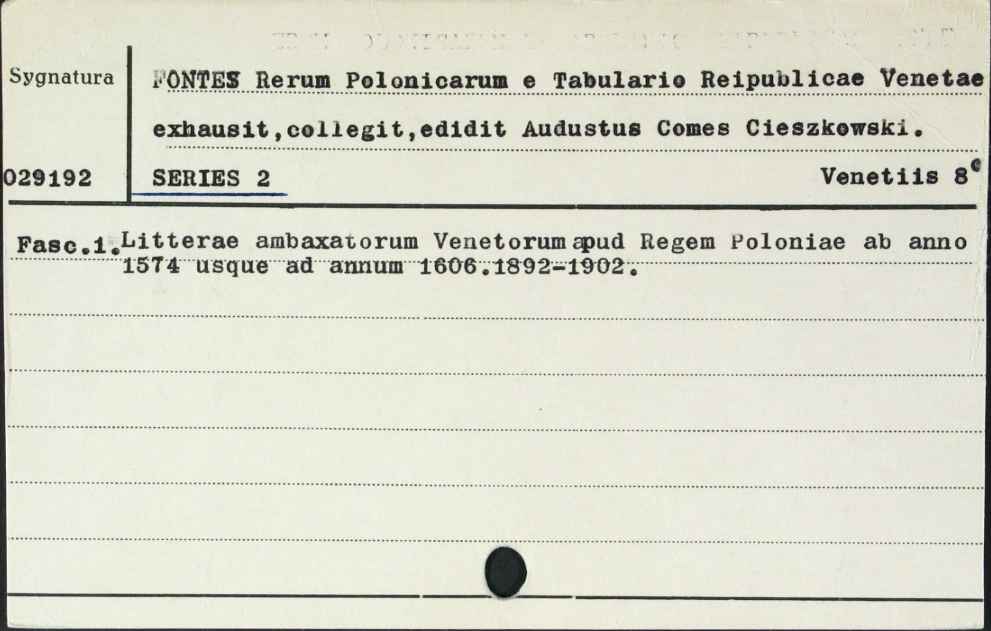 Sygnatura
FONTES Rerum Polonicarum e Tabulario Reipublicae Venetae
exhausit,collegit,edidit Audustus Comes Cieszkowski.
029192
SERIES 2
Venetiis 8°
Fasc.1.Litterae ambaxatorum Venetorum apud Regem Poloniae ab anno
1574 usque ad annum 1606.1892-1902.